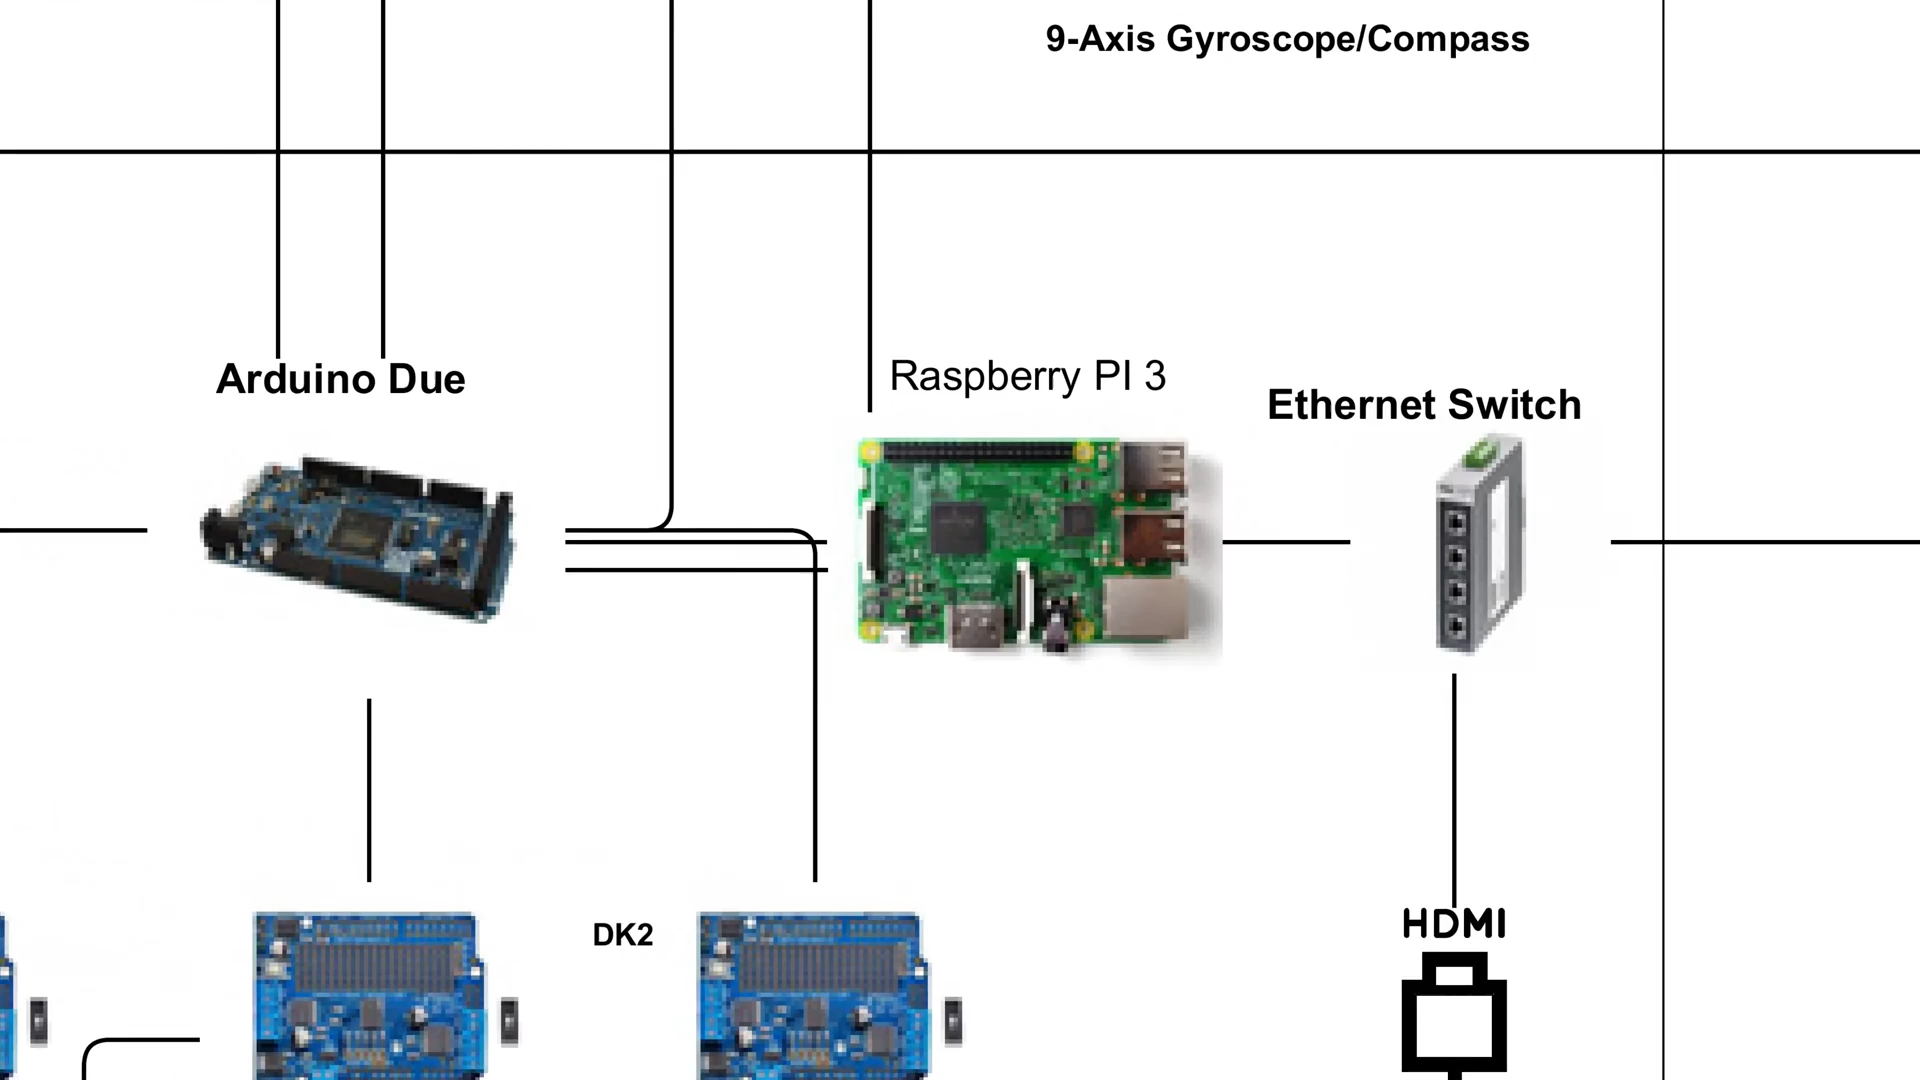 9-Axis Gyroscope/Compass
Arduino Due
Raspberry PI 3
Ethernet Switch
DK2
HDMI